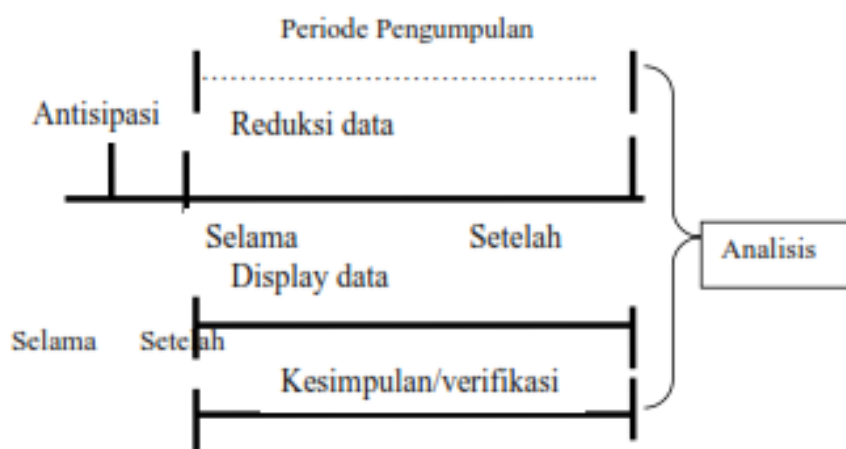 Periode Pengumpulan
Antisipasi
Reduksi data
Selama Setelah
Analisis
Display data
Selama Setelah
Kesimpulan/verifikasi